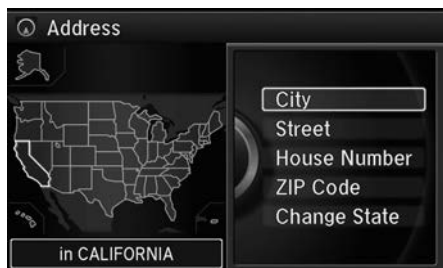 Address
City
Street
House Number
ZIP Code
Change State
in CALIFORNIA